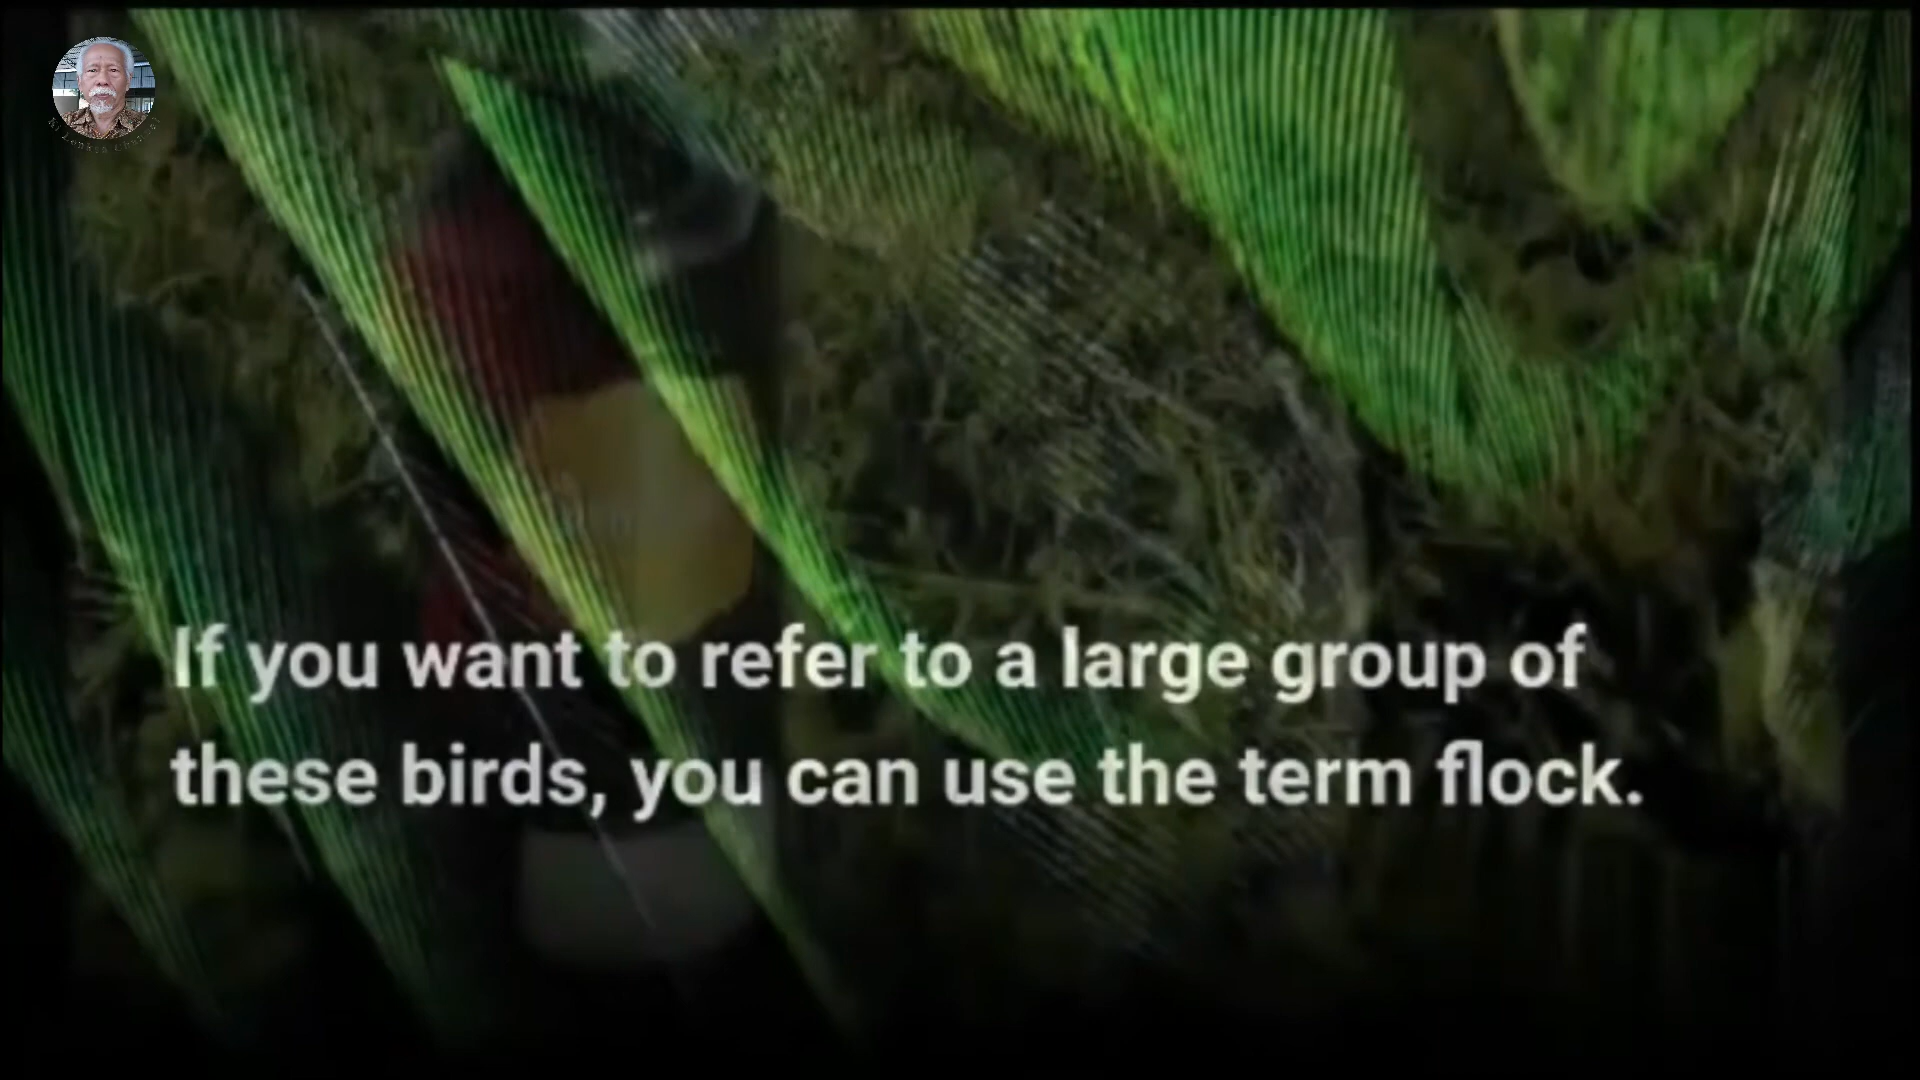 If you want to refer to a large group of
these birds, you can use the term flock.